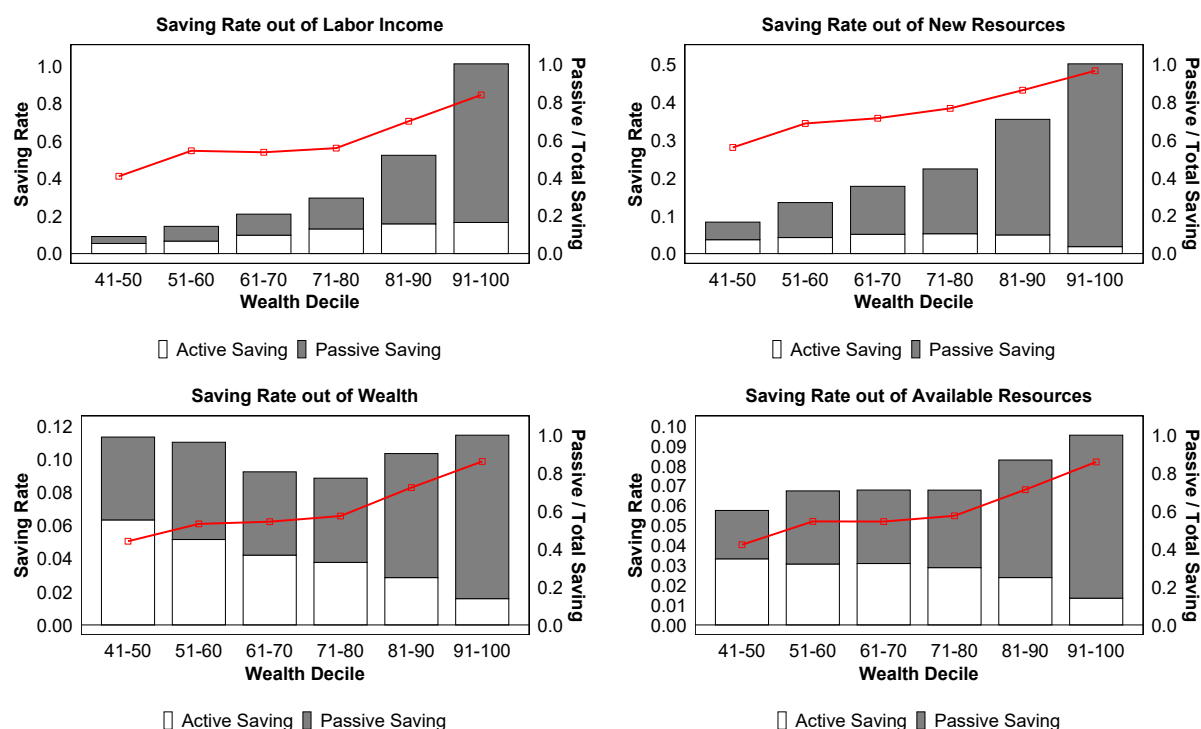 Saving Rate out of Labor Income
Saving Rate
1.0
0.8
0.6
0.4
0.2
0.0
1.0
0.8
0.6
0.4
0.2
0.0
Passive / Total Saving
41-50 51-60 61-70 71-80 81-90 91-100
Wealth Decile
Active Saving Passive Saving
Saving Rate out of New Resources
Saving Rate
0.5
0.4
0.3
0.2
0.1
0.0
1.0
0.8
0.6
0.4
0.2
0.0
Passive / Total Saving
41-50 51-60 61-70 71-80 81-90 91-100
Wealth Decile
Active Saving Passive Saving
Saving Rate out of Wealth
Saving Rate
0.12
0.10
0.08
0.06
0.04
0.02
0.00
1.0
0.8
0.6
0.4
0.2
0.0
Passive / Total Saving
41-50 51-60 61-70 71-80 81-90 91-100
Wealth Decile
Active Saving Passive Saving
Saving Rate out of Available Resources
Saving Rate
0.10
0.09
0.08
0.07
0.06
0.05
0.04
0.03
0.02
0.01
0.00
1.0
0.8
0.6
0.4
0.2
0.0
Passive / Total Saving
41-50 51-60 61-70 71-80 81-90 91-100
Wealth Decile
Active Saving Passive Saving